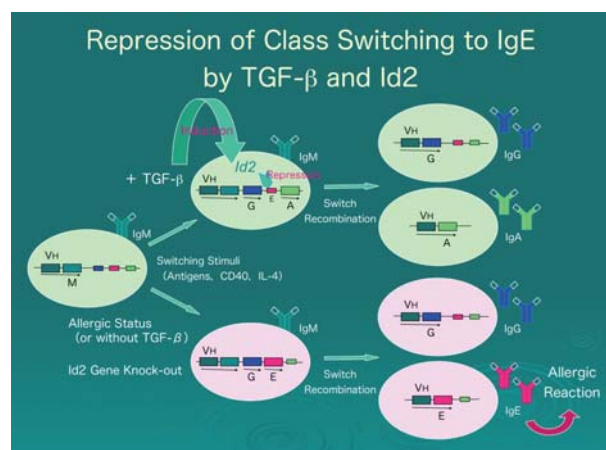 Repression of Class Switching to IgE
by TGF-β and Id2
Induction
+ TGF-β
Id2
Repression
IgM
VH
G
E
A
Switch
Recombination
VH
G
IgG
VH
A
IgA
IgM
VH
M
Switching Stimuli
(Antigens, CD40, IL-4)
Allergic Status
(or without TGF-β)
Id2 Gene Knock-out
IgM
VH
G
E
Switch
Recombination
VH
G
IgG
VH
E
IgE
Allergic
Reaction